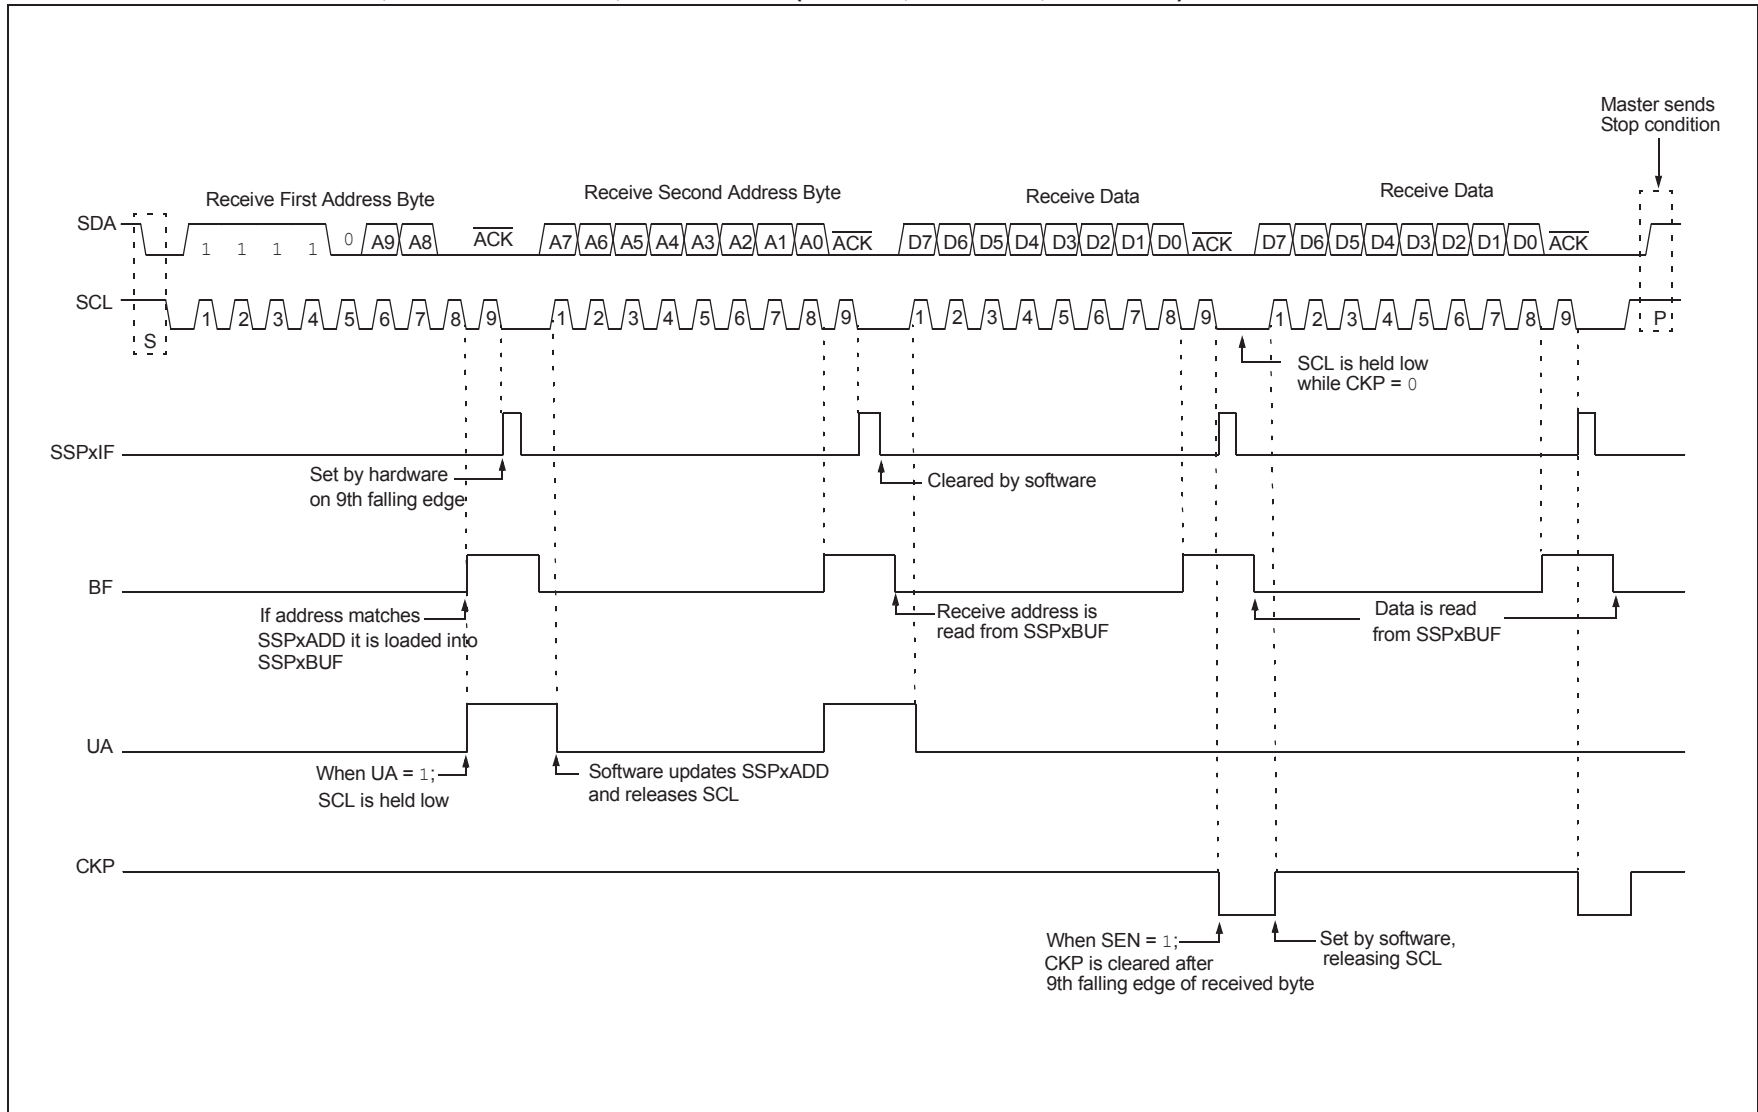 Master sends
Stop condition
Receive First Address Byte
Receive Second Address Byte
Receive Data
Receive Data
SDA
1 1 1 1 0 A9 A8 ACK A7 A6 A5 A4 A3 A2 A1 A0 ACK D7 D6 D5 D4 D3 D2 D1 D0 ACK D7 D6 D5 D4 D3 D2 D1 D0 ACK
SCL
S 1 2 3 4 5 6 7 8 9 1 2 3 4 5 6 7 8 9 1 2 3 4 5 6 7 8 9 1 2 3 4 5 6 7 8 9 P
SCL is held low
while CKP = 0
SSPxIF
Set by hardware
on 9th falling edge
Cleared by software
BF
If address matches
SSPxADD it is loaded into
SSPxBUF
Receive address is
read from SSPxBUF
Data is read
from SSPxBUF
UA
When UA = 1;
SCL is held low
Software updates SSPxADD
and releases SCL
CKP
When SEN = 1;
CKP is cleared after
9th falling edge of received byte
Set by software,
releasing SCL